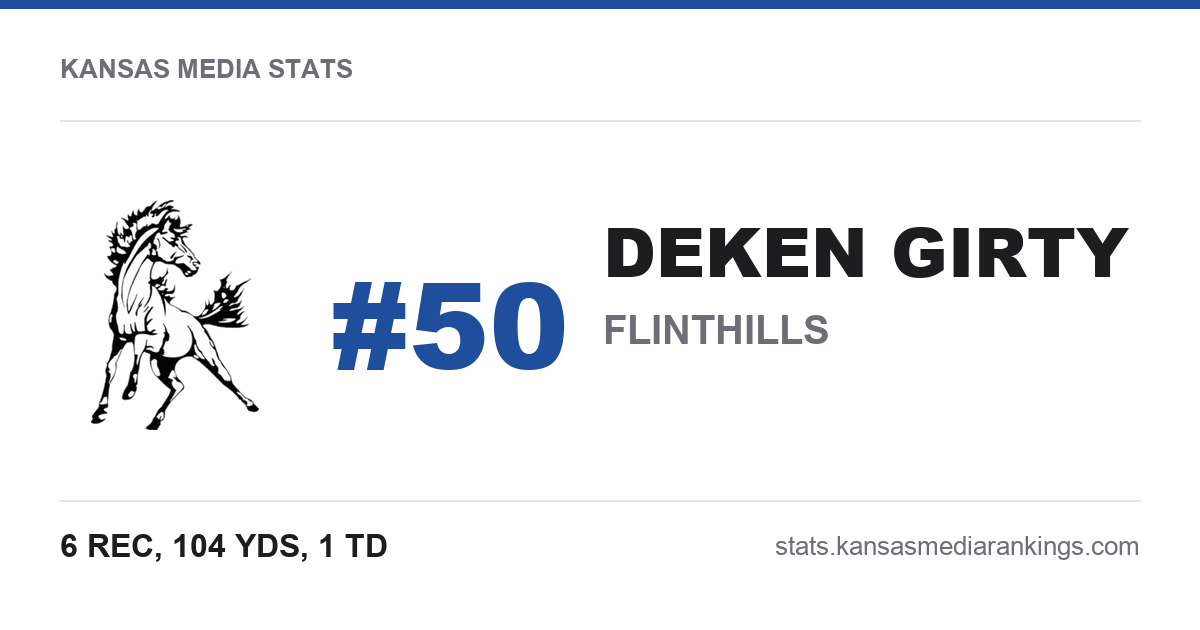 KANSAS MEDIA STATS
#50
DEKEN GIRTY
FLINTHILLS
6 REC, 104 YDS, 1 TD
stats.kansasmediarankings.com